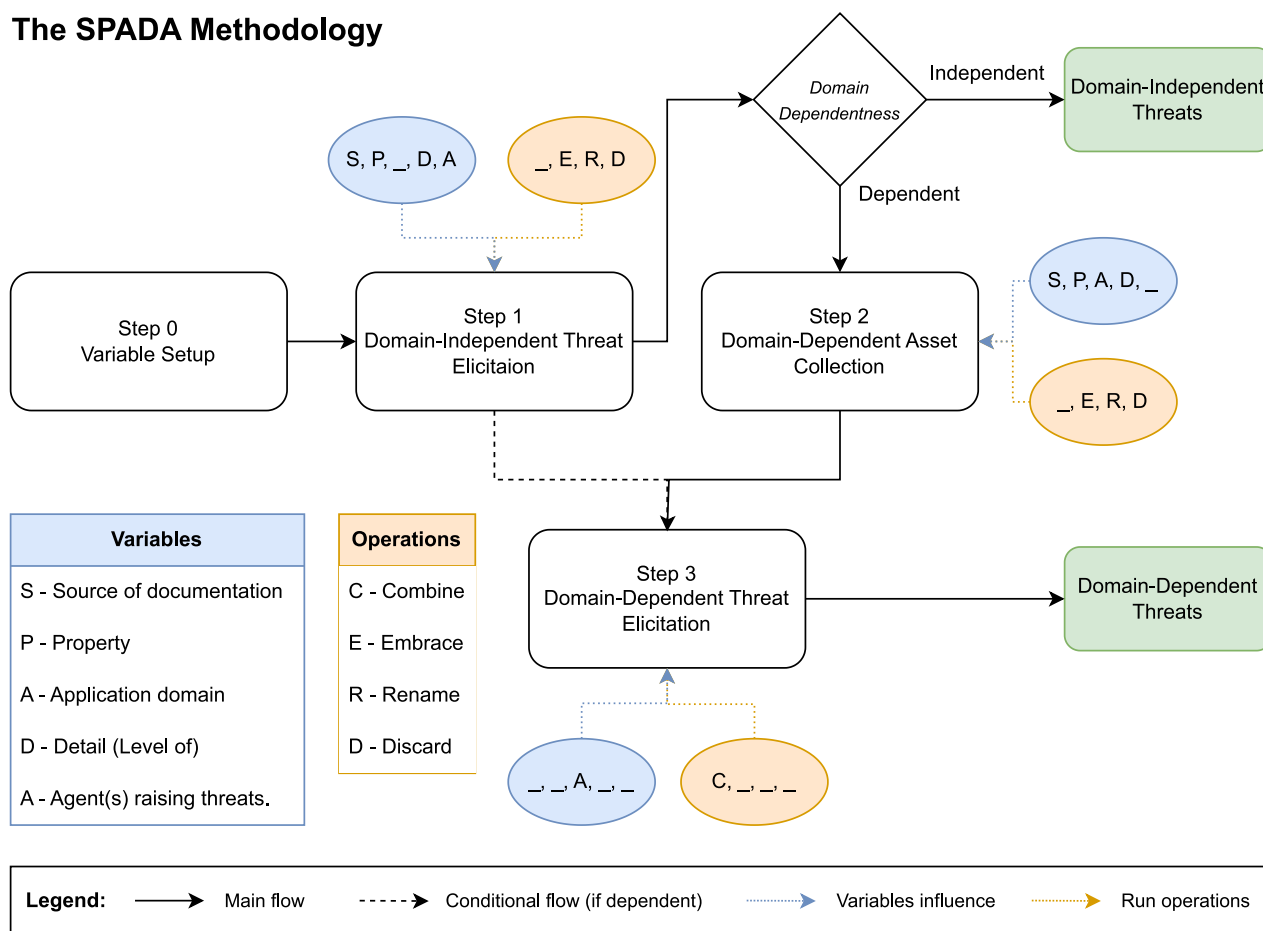 The SPADA Methodology
Domain
Dependentness
Independent
Domain-Independent
Threats
S, P, _, D, A
_, E, R, D
Dependent
Step 0
Variable Setup
Step 1
Domain-Independent Threat
Elicitaion
Step 2
Domain-Dependent Asset
Collection
S, P, A, D, _
_, E, R, D
Variables
S - Source of documentation
P - Property
A - Application domain
D - Detail (Level of)
A - Agent(s) raising threats.
Operations
C - Combine
E - Embrace
R - Rename
D - Discard
Step 3
Domain-Dependent Threat
Elicitation
Domain-Dependent
Threats
_, _, A, _, _
C, _, _, _
Legend: Main flow Conditional flow (if dependent) Variables influence Run operations